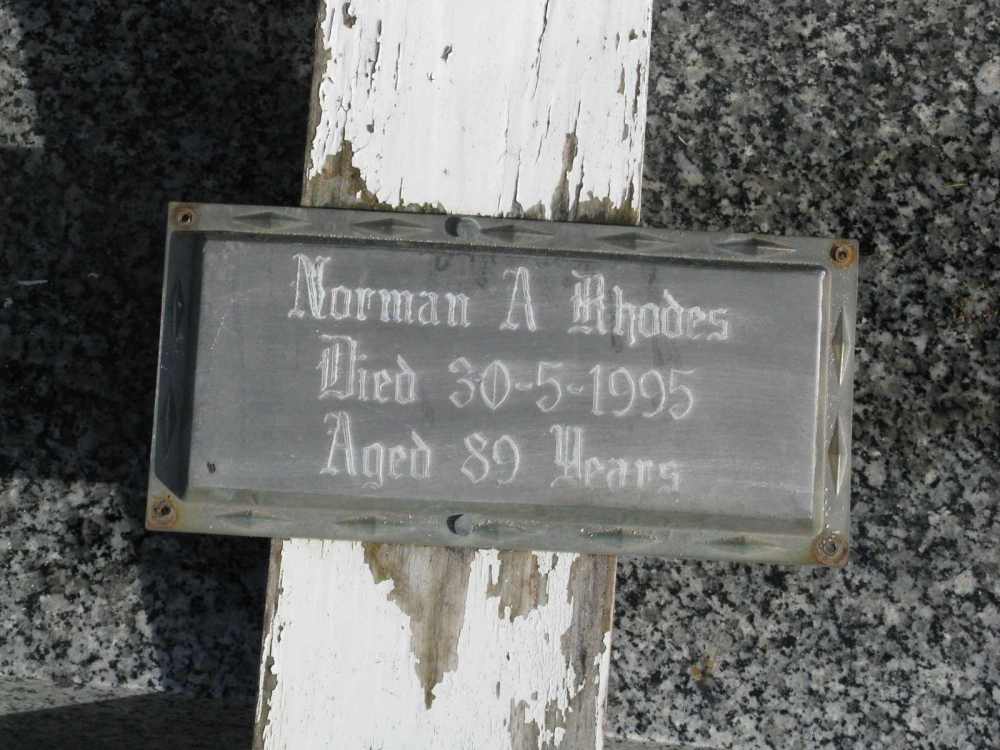 Norman A Rhodes
Died 30-5-1995
Aged 89 Years